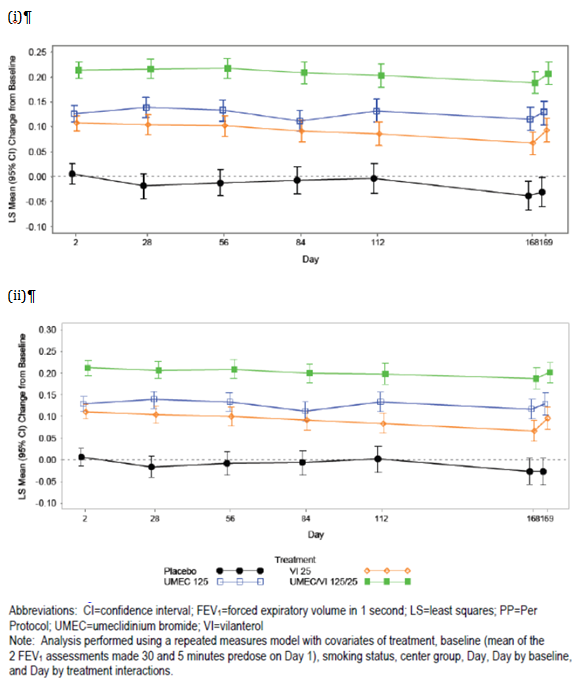 (i)¶
LS Mean (95% CI) Change from Baseline
0.25
0.20
0.15
0.10
0.05
0.00
-0.05
-0.10
2 28 56 84 112 168169
Day
(ii)¶
LS Mean (95% CI) Change from Baseline
0.30
0.25
0.20
0.15
0.10
0.05
0.00
-0.05
-0.10
2 28 56 84 112 168169
Day
Treatment
Placebo VI 25
UMEC 125 UMEC/VI 125/25
Abbreviations: CI=confidence interval; FEV1=forced expiratory volume in 1 second; LS=least squares; PP=Per
Protocol; UMEC=umeclidinium bromide; VI=vilanterol
Note: Analysis performed using a repeated measures model with covariates of treatment, baseline (mean of the
2 FEV1 assessments made 30 and 5 minutes predose on Day 1), smoking status, center group, Day, Day by baseline,
and Day by treatment interactions.